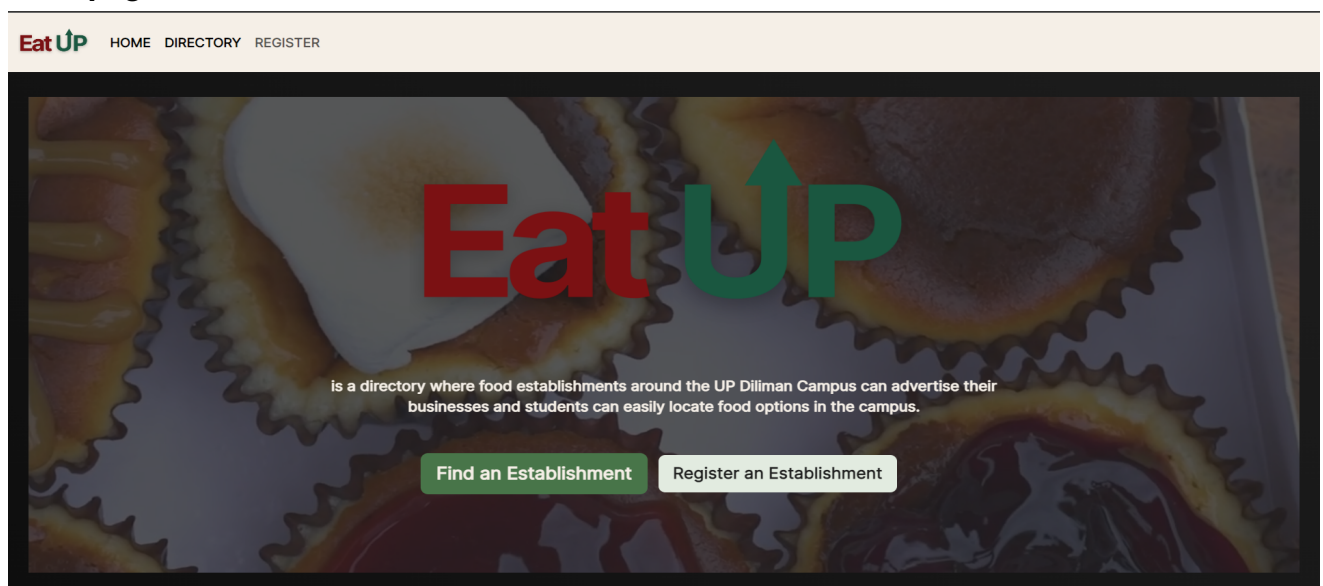 Eat UP HOME DIRECTORY REGISTER
Eat UP
is a directory where food establishments around the UP Diliman Campus can advertise their
businesses and students can easily locate food options in the campus.
Find an Establishment Register an Establishment